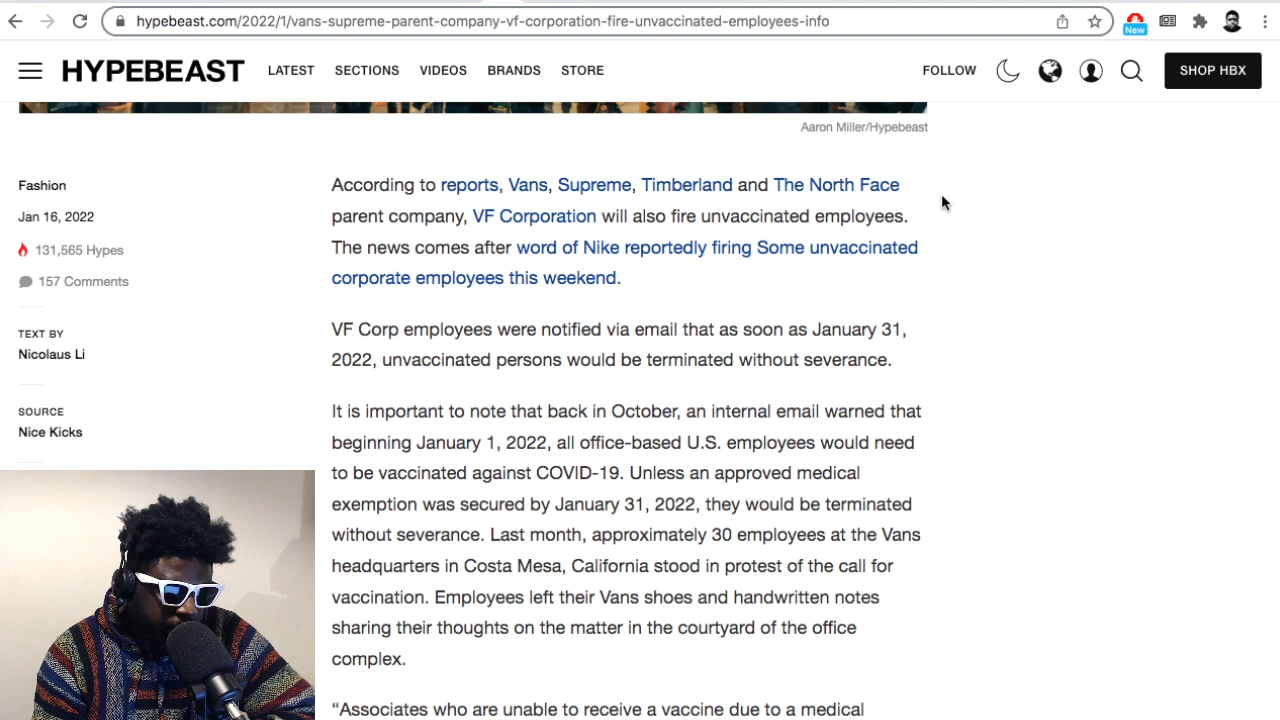 hypebeast.com/2022/1/vans-supreme-parent-company-vf-corporation-fire-unvaccinated-employees-info
New
HYPEBEAST LATEST SECTIONS VIDEOS BRANDS STORE FOLLOW SHOP HBX
Aaron Miller/Hypebeast
Fashion
Jan 16, 2022
131,565 Hypes
157 Comments
TEXT BY
Nicolaus Li
SOURCE
Nice Kicks
According to reports, Vans, Supreme, Timberland and The North Face
parent company, VF Corporation will also fire unvaccinated employees.
The news comes after word of Nike reportedly firing Some unvaccinated
corporate employees this weekend.
VF Corp employees were notified via email that as soon as January 31,
2022, unvaccinated persons would be terminated without severance.
It is important to note that back in October, an internal email warned that
beginning January 1, 2022, all office-based U.S. employees would need
to be vaccinated against COVID-19. Unless an approved medical
exemption was secured by January 31, 2022, they would be terminated
without severance. Last month, approximately 30 employees at the Vans
headquarters in Costa Mesa, California stood in protest of the call for
vaccination. Employees left their Vans shoes and handwritten notes
sharing their thoughts on the matter in the courtyard of the office
complex.
“Associates who are unable to receive a vaccine due to a medical